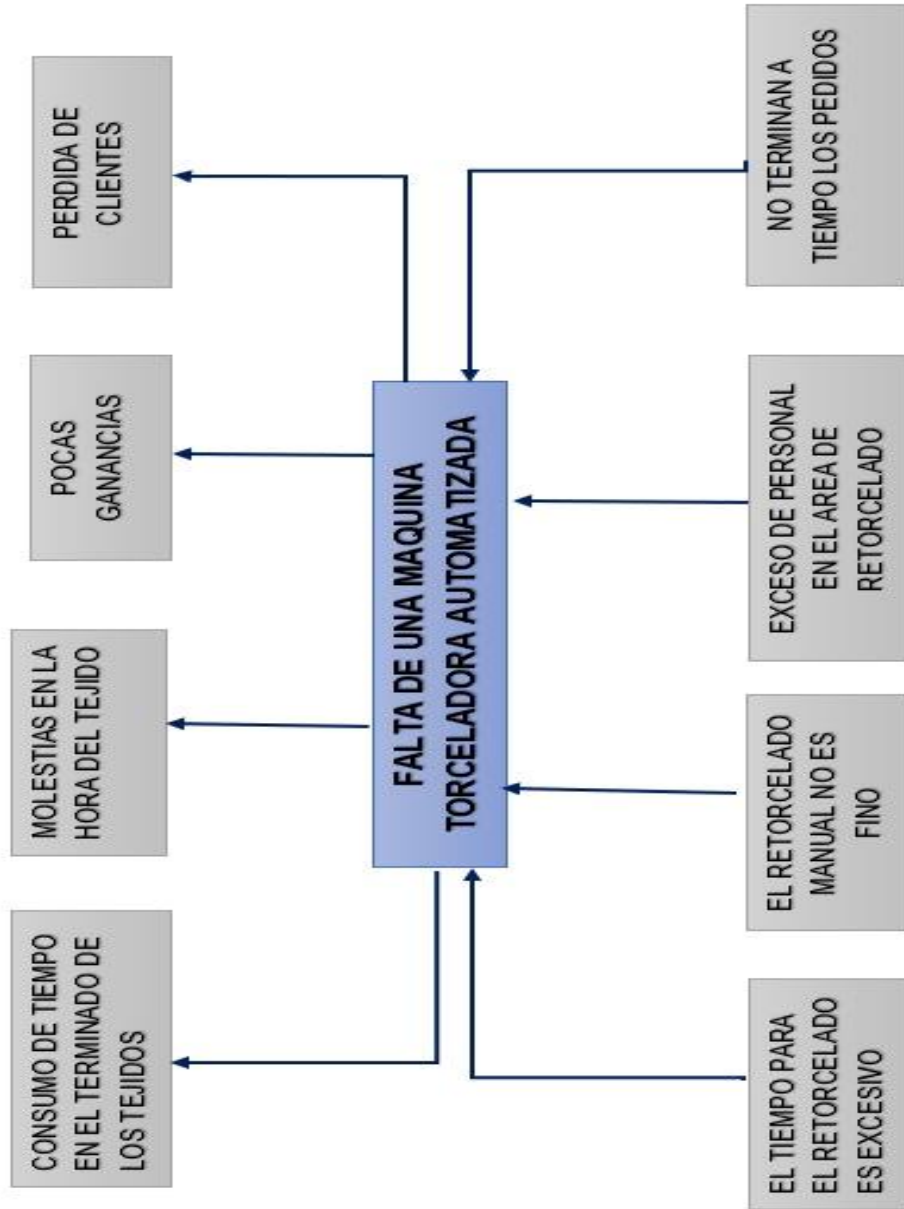 CONSUMO DE TIEMPO
EN EL TERMINADO DE
LOS TEJIDOS
MOLESTIAS EN LA
HORA DEL TEJIDO
POCAS
GANANCIAS
PERDIDA DE
CLIENTES
FALTA DE UNA MAQUINA
TORCELADORA AUTOMATIZADA
EL TIEMPO PARA
EL RETORCELADO
ES EXCESIVO
EL RETORCELADO
MANUAL NO ES
FINO
EXCESO DE PERSONAL
EN EL AREA DE
RETORCELADO
NO TERMINAN A
TIEMPO LOS PEDIDOS